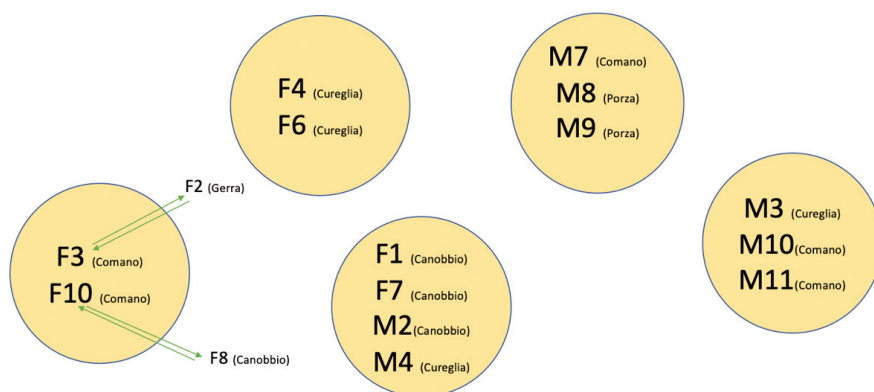 F4 (Cureglia)
F6 (Cureglia)
M7 (Comano)
M8 (Porza)
M9 (Porza)
F2 (Gerra)
F3 (Comano)
F10 (Comano)
F8 (Canobbio)
F1 (Canobbio)
F7 (Canobbio)
M2(Canobbio)
M4 (Cureglia)
M3 (Cureglia)
M10(Comano)
M11(Comano)